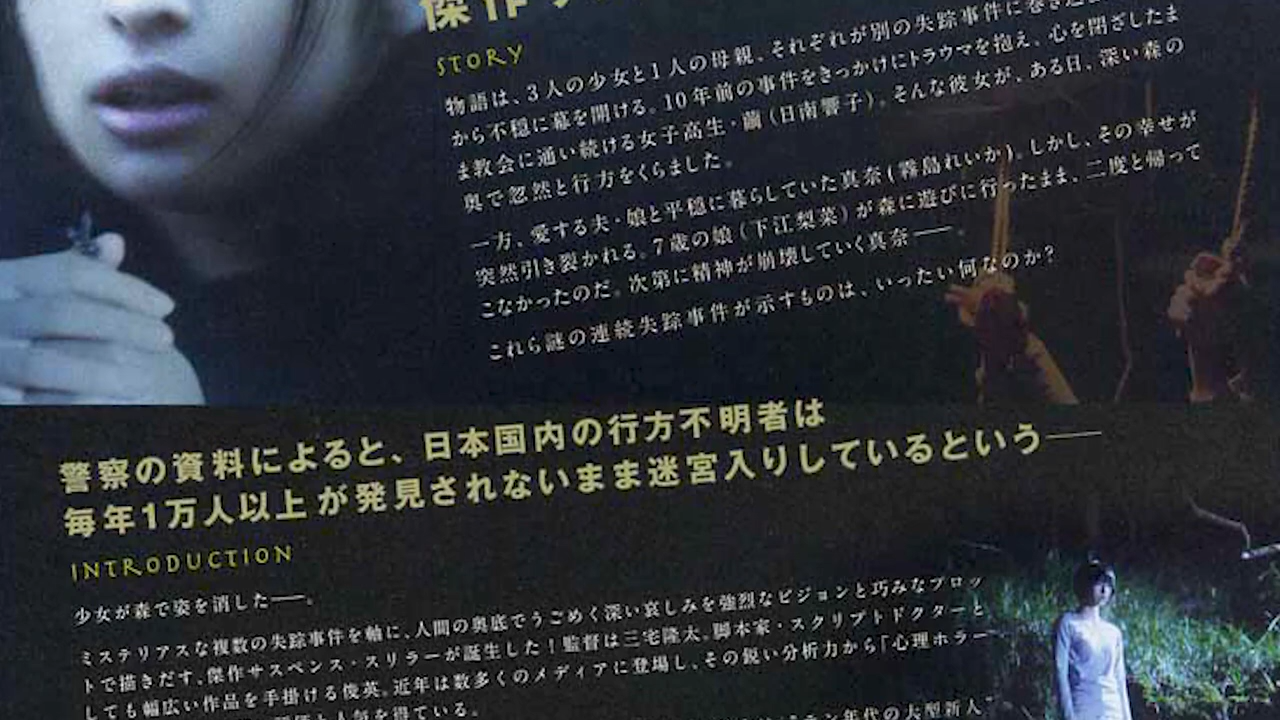 傑作
STORY
物語は、3人の少女と1人の母親、それぞれが別の失踪事件に巻き
から不穏に幕を開ける。10年前の事件をきっかけにトラウマを抱え、心を閉ざしたま
ま教会に通い続ける女子高生・繭（日南響子）。そんな彼女が、ある日、深い森の
奥で忽然と行方をくらました。
一方、愛する夫・娘と平穏に暮らしていた真奈（霧島れいか）。しかし、その幸せが
突然引き裂かれる。7歳の娘（下江梨菜）が森に遊びに行ったまま、二度と帰って
こなかったのだ。次第に精神が崩壊していく真奈――。
これら謎の連続失踪事件が示すものは、いったい何なのか？
警察の資料によると、日本国内の行方不明者は
毎年1万人以上が発見されないまま迷宮入りしているという――
INTRODUCTION
少女が森で姿を消した――。
ミステリアスな複数の失踪事件を軸に、人間の奥底でうごめく深い哀しみを強烈なビジョンと巧みなプロッ
トで描きだす、傑作サスペンス・スリラーが誕生した！監督は三宅隆太。脚本家・スクリプトドクターと
しても幅広い作品を手掛ける俊英。近年は数多くのメディアに登場し、その鋭い分析力から「心理ホラー
と人気を得ている。
年代の大型新人"